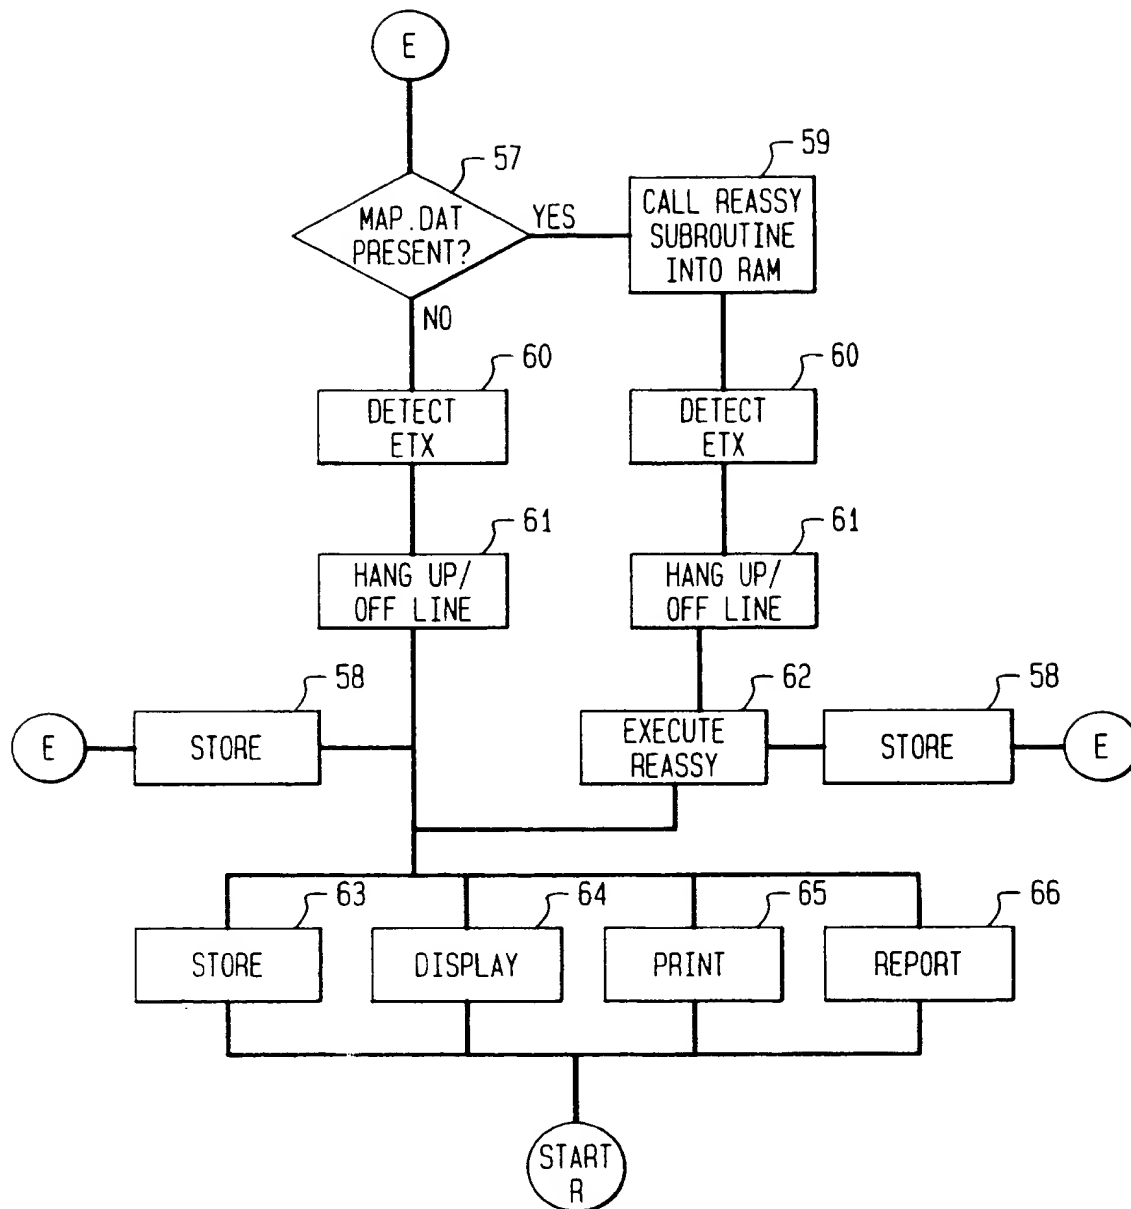 E
57
MAP.DAT
PRESENT?
YES
NO
59
CALL REASSY
SUBROUTINE
INTO RAM
60
DETECT
ETX
60
DETECT
ETX
61
HANG UP/
OFF LINE
61
HANG UP/
OFF LINE
E
58
STORE
62
EXECUTE
REASSY
58
STORE
E
63
STORE
64
DISPLAY
65
PRINT
66
REPORT
START
R